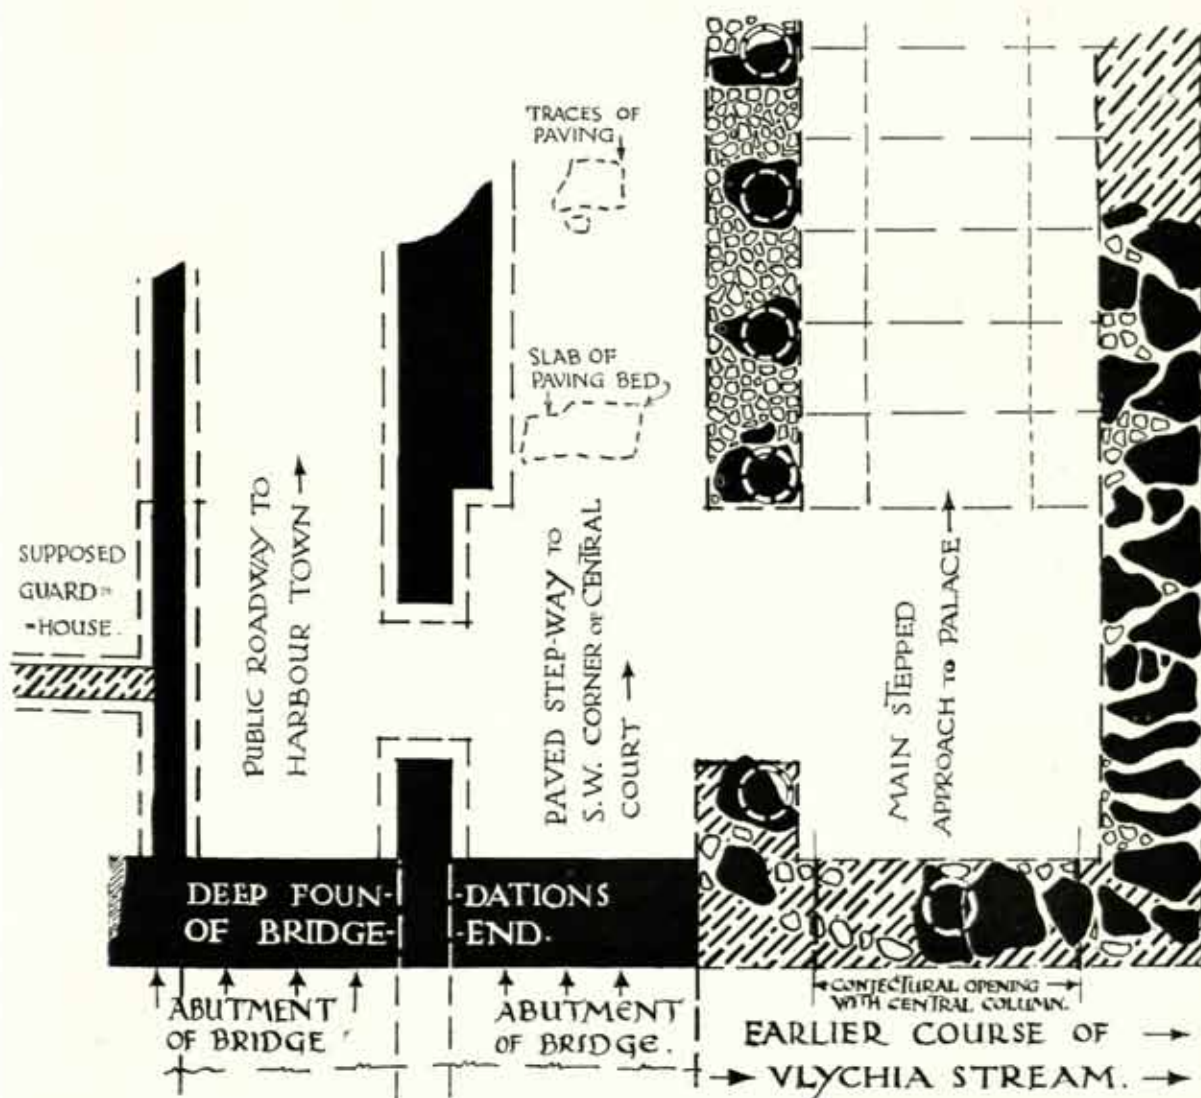 TRACES OF
PAVING
SLAB OF
PAVING BED
SUPPOSED
GUARD=
=HOUSE.
PUBLIC ROADWAY TO
HARBOUR TOWN
PAVED STEP-WAY TO
S.W. CORNER OF CENTRAL
COURT
MAIN STEPPED
APPROACH TO PALACE
DEEP FOUN-DATIONS
OF BRIDGE-END.
ABUTMENT
OF BRIDGE
ABUTMENT
OF BRIDGE.
CONJECTURAL OPENING
WITH CENTRAL COLUMN.
EARLIER COURSE OF
VLYCHIA STREAM.